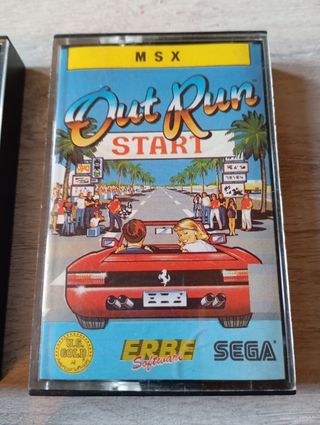 MSX
Out Run
START
U.S.
GOLD
ERBE
Software
SEGA